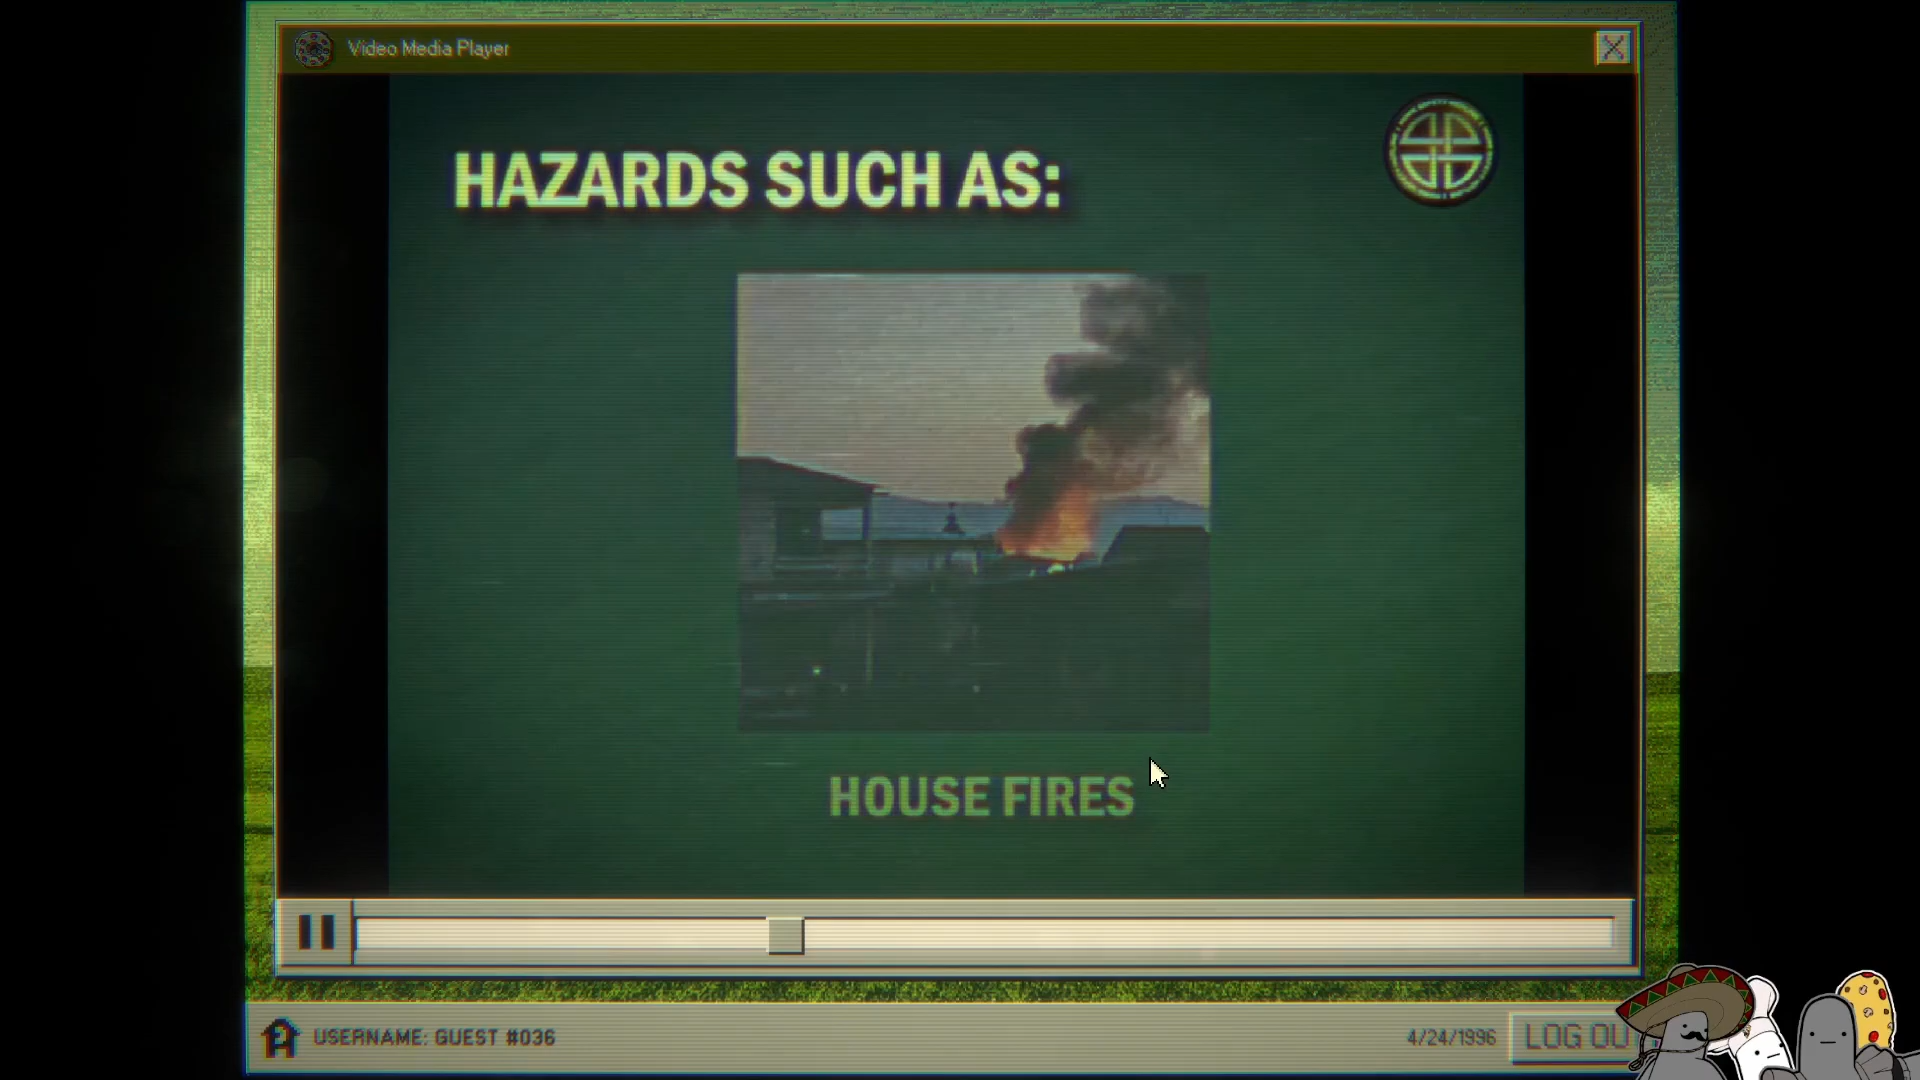 Video Media Player
HAZARDS SUCH AS:
HOUSE FIRES
USERNAME: GUEST #036
4/24/1996
LOG OU